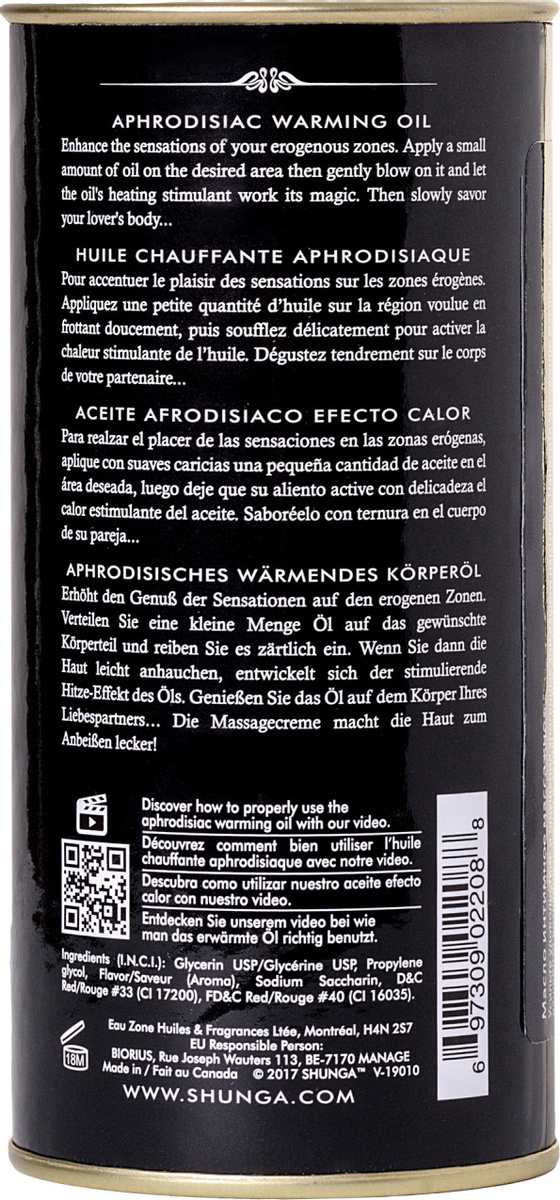 APHRODISIAC WARMING OIL
Enhance the sensations of your erogenous zones. Apply a small
amount of oil on the desired area then gently blow on it and let
the oil's heating stimulant work its magic. Then slowly savor
your lover's body...
HUILE CHAUFFANTE APHRODISIAQUE
Pour accentuer le plaisir des sensations sur les zones érogènes.
Appliquez une petite quantité d'huile sur la région voulue en
frottant doucement, puis soufflez délicatement pour activer la
chaleur stimulante de l'huile. Dégustez tendrement sur le corps
de votre partenaire...
ACEITE AFRODISIACO EFECTO CALOR
Para realzar el placer de las sensaciones en las zonas erógenas,
aplique con suaves caricias una pequeña cantidad de aceite en el
área deseada, luego deje que su aliento active con delicadeza el
calor estimulante del aceite. Saboréelo con ternura en el cuerpo
de su pareja...
APHRODISISCHES WÄRMENDES KÖRPERÖL
Erhöht den Genuß der Sensationen auf den erogenen Zonen.
Verteilen Sie eine kleine Menge Öl auf das gewünschte
Körperteil und reiben Sie es zärtlich ein. Wenn Sie dann die
Haut leicht anhauchen, entwickelt sich der stimulierende
Hitze-Effekt des Öls. Genießen Sie das Öl auf dem Körper Ihres
Liebespartners... Die Massagecreme macht die Haut zum
Anbeißen lecker!
Discover how to properly use the
aphrodisiac warming oil with our video.
Découvrez comment bien utiliser l'huile
chauffante aphrodisiaque avec notre video.
Descubra como utilizar nuestro aceite efecto
calor con nuestro video.
Entdecken Sie unserem video bei wie
man das erwärmte Öl richtig benutzt.
Ingredients (I.N.C.I.): Glycerin USP/Glycérine USP, Propylene
glycol, Flavor/Saveur (Aroma), Sodium Saccharin, D&C
Red/Rouge #33 (CI 17200), FD&C Red/Rouge #40 (CI 16035).
18M
Eau Zone Huiles & Fragrances Ltée, Montréal, H4N 2S7
EU Responsible Person:
BIORIUS, Rue Joseph Wauters 113, BE-7170 MANAGE
Made in / Fait au Canada © 2017 SHUNGA™ V-19010
WWW.SHUNGA.COM
6 97309 02208 8